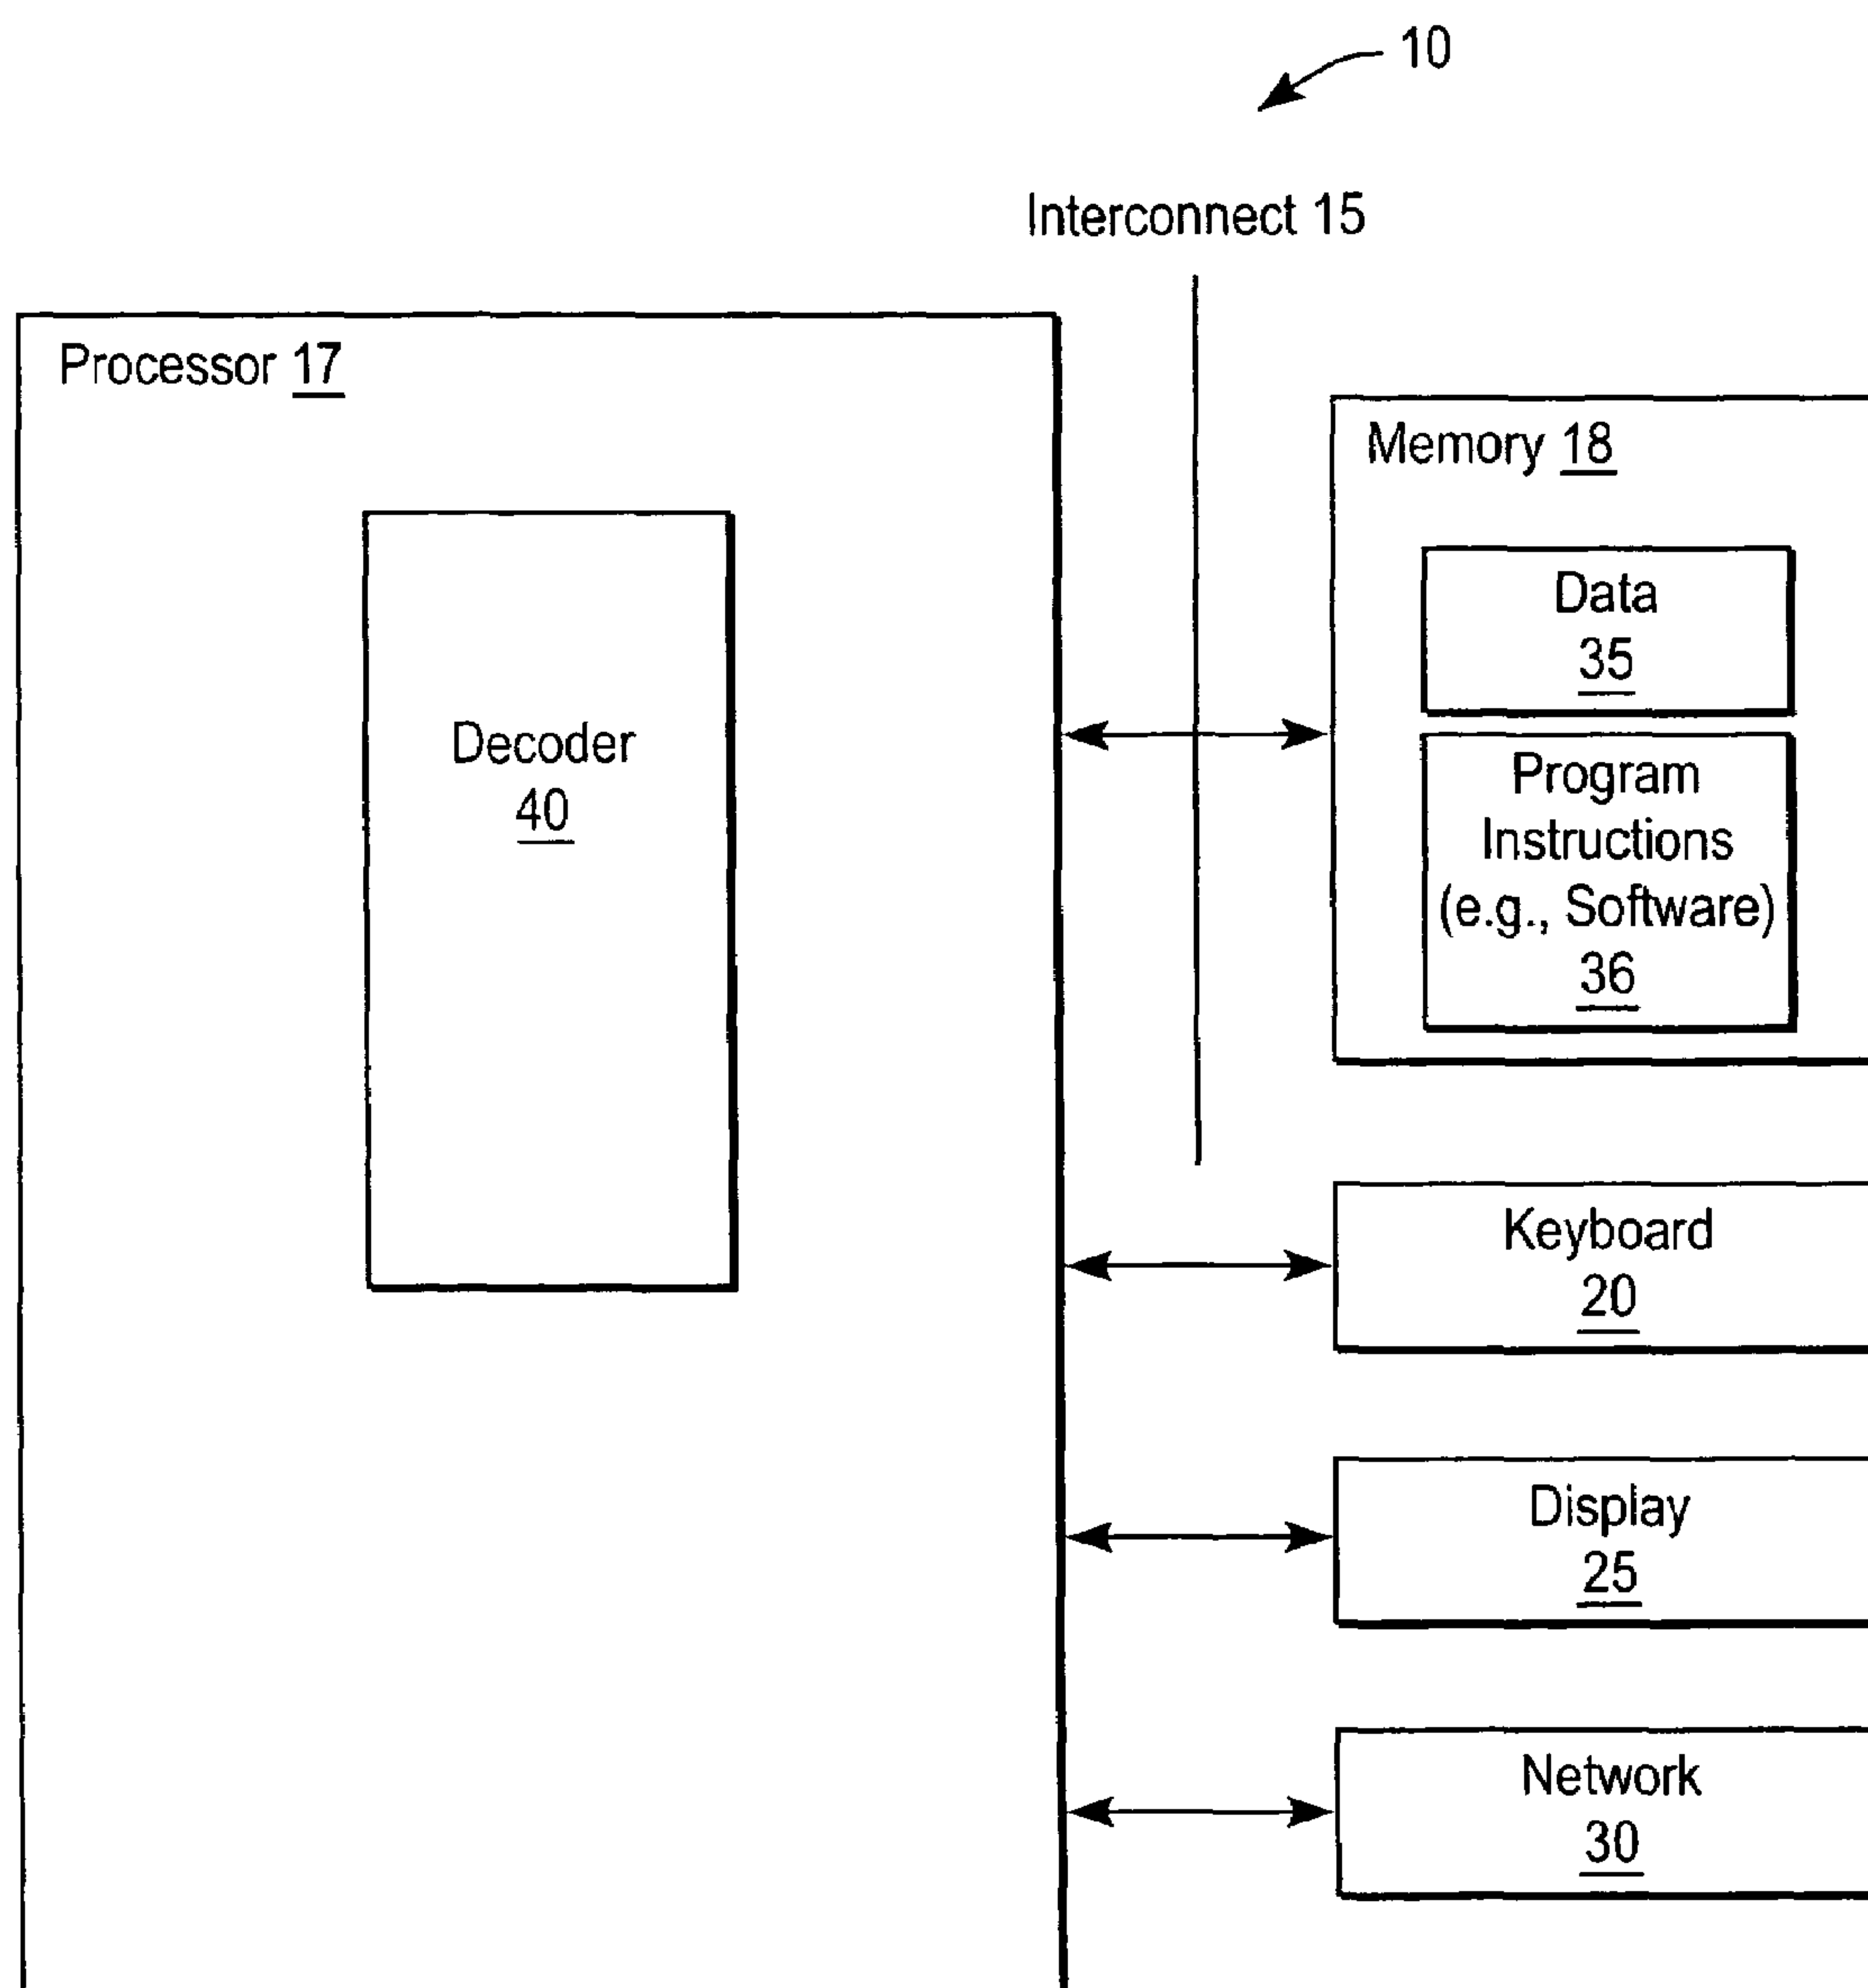 10
Interconnect 15
Processor 17
Memory 18
Data
35
Program
Instructions
(e.g., Software)
36
Decoder
40
Keyboard
20
Display
25
Network
30